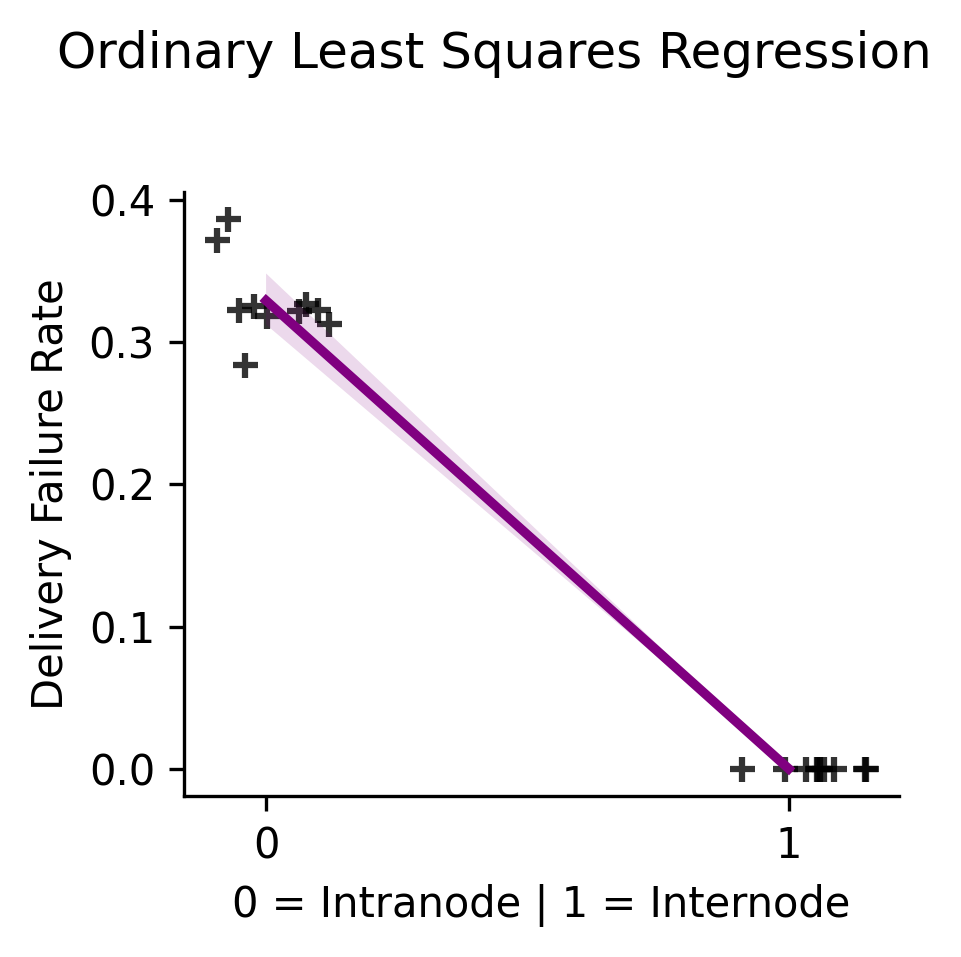 Ordinary Least Squares Regression
0.4
0.3
0.2
0.1
0.0
Delivery Failure Rate
0 1
0 = Intranode | 1 = Internode